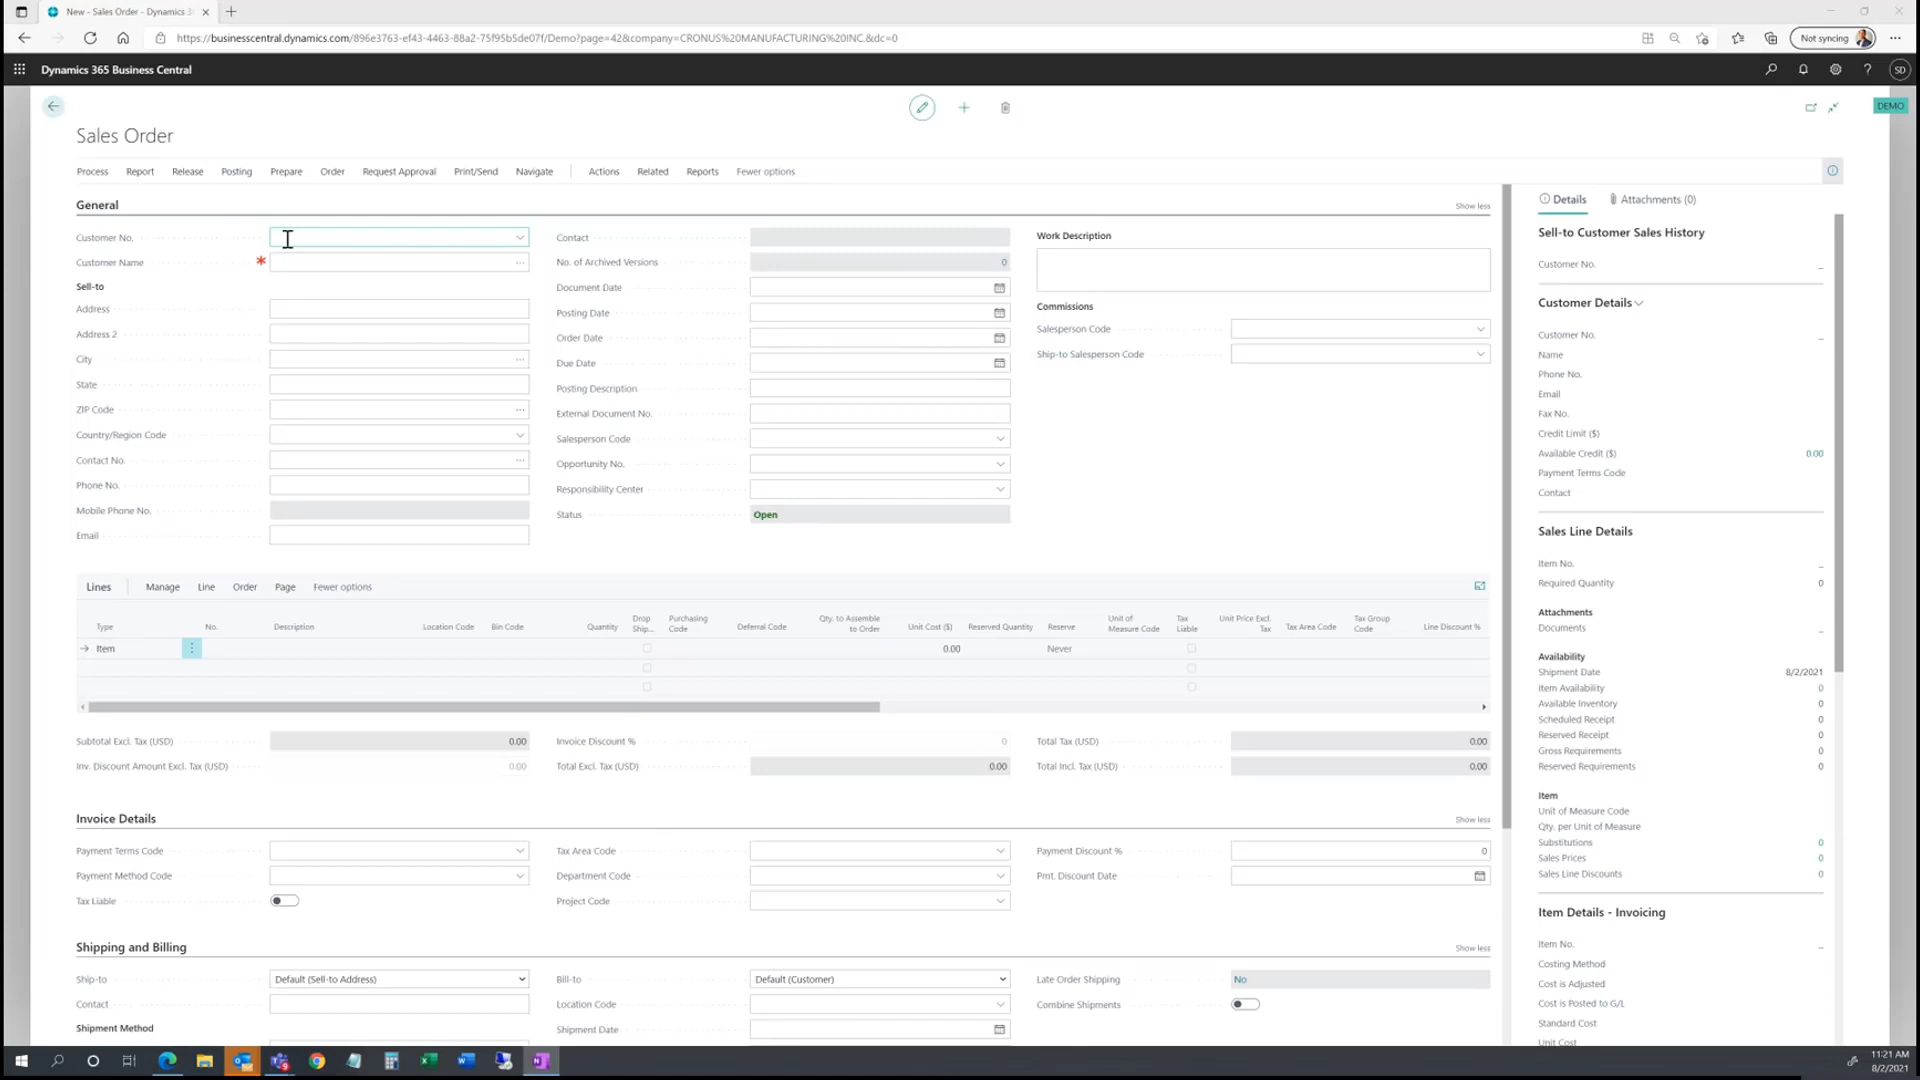 New - Sales Order - Dynamics 3
https://businesscentral.dynamics.com/896e3763-ef43-4463-88a2-75f95b5de07f/Demo?page=42&company=CRONUS%20MANUFACTURING%20INC.&dc=0
Not syncing
Dynamics 365 Business Central
SD
DEMO
Sales Order
Process Report Release Posting Prepare Order Request Approval Print/Send Navigate Actions Related Reports Fewer options
General
Show less
Customer No.
Customer Name
Sell-to
Address
Address 2
City
State
ZIP Code
Country/Region Code
Contact No.
Phone No.
Mobile Phone No.
Email
Contact
No. of Archived Versions 0
Document Date
Posting Date
Order Date
Due Date
Posting Description
External Document No.
Salesperson Code
Opportunity No.
Responsibility Center
Status Open
Work Description
Commissions
Salesperson Code
Ship-to Salesperson Code
Lines Manage Line Order Page Fewer options
Type No. Description Location Code Bin Code Quantity Drop Ship... Purchasing Code Deferral Code Qty. to Assemble to Order Unit Cost ($) Reserved Quantity Reserve Unit of Measure Code Tax Liable Unit Price Excl. Tax Tax Area Code Tax Group Code Line Discount %
Item 0.00 Never
Subtotal Excl. Tax (USD) 0.00
Inv. Discount Amount Excl. Tax (USD) 0.00
Invoice Discount % 0
Total Excl. Tax (USD) 0.00
Total Tax (USD) 0.00
Total Incl. Tax (USD) 0.00
Invoice Details
Show less
Payment Terms Code
Payment Method Code
Tax Liable
Tax Area Code
Department Code
Project Code
Payment Discount % 0
Pmt. Discount Date
Shipping and Billing
Show less
Ship-to Default (Sell-to Address)
Contact
Shipment Method
Bill-to Default (Customer)
Location Code
Shipment Date
Late Order Shipping No
Combine Shipments
Details Attachments (0)
Sell-to Customer Sales History
Customer No. _
Customer Details
Customer No. _
Name
Phone No.
Email
Fax No.
Credit Limit ($)
Available Credit ($) 0.00
Payment Terms Code
Contact
Sales Line Details
Item No. _
Required Quantity 0
Attachments
Documents _
Availability
Shipment Date 8/2/2021
Item Availability 0
Available Inventory 0
Scheduled Receipt 0
Reserved Receipt 0
Gross Requirements 0
Reserved Requirements 0
Item
Unit of Measure Code
Qty. per Unit of Measure
Substitutions 0
Sales Prices 0
Sales Line Discounts 0
Item Details - Invoicing
Item No. _
Costing Method
Cost is Adjusted
Cost is Posted to G/L
Standard Cost
Unit Cost
11:21 AM
8/2/2021